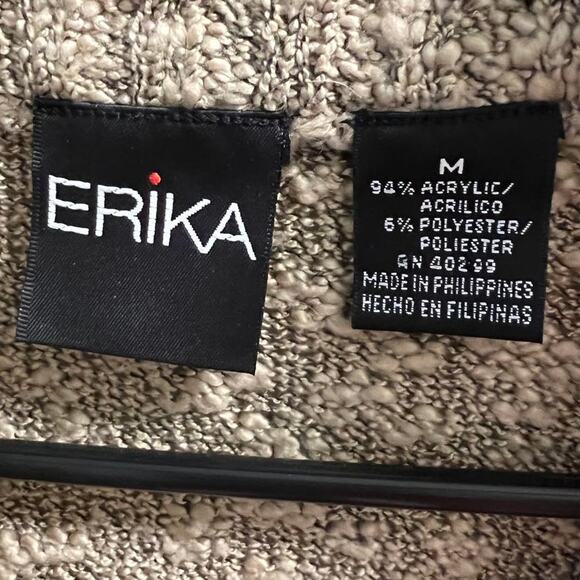 ERiKA
M
94% ACRYLIC/
ACRILICO
6% POLYESTER/
POLIESTER
RN 40299
MADE IN PHILIPPINES
HECHO EN FILIPINAS